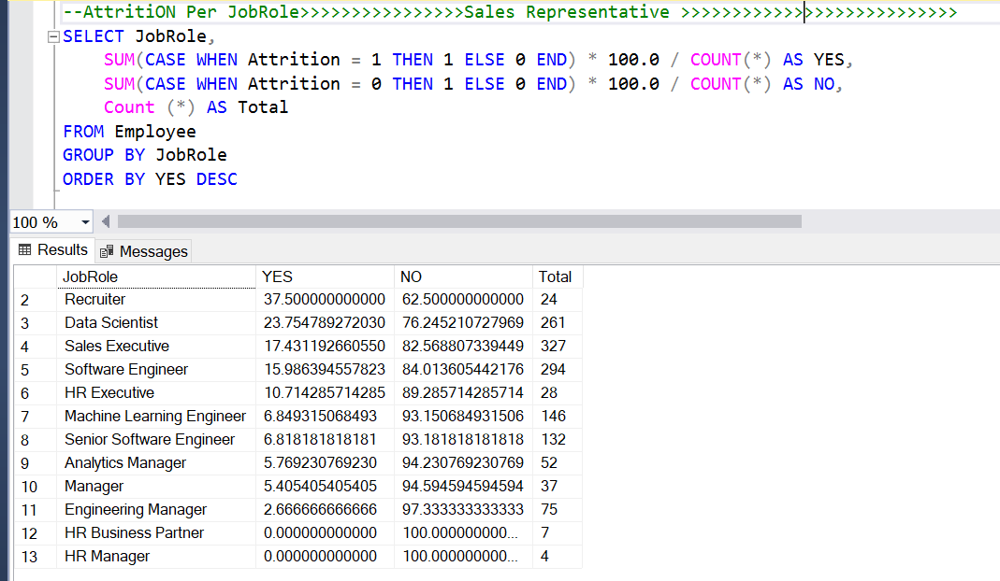 --AttritiON Per JobRole>>>>>>>>>>>>>>>>Sales Representative >>>>>>>>>>>>>>>>>>>>>>>>>>>
SELECT JobRole,
SUM(CASE WHEN Attrition = 1 THEN 1 ELSE 0 END) * 100.0 / COUNT(*) AS YES,
SUM(CASE WHEN Attrition = 0 THEN 1 ELSE 0 END) * 100.0 / COUNT(*) AS NO,
Count (*) AS Total
FROM Employee
GROUP BY JobRole
ORDER BY YES DESC
100 %
Results Messages
JobRole YES NO Total
2 Recruiter 37.500000000000 62.500000000000 24
3 Data Scientist 23.754789272030 76.245210727969 261
4 Sales Executive 17.431192660550 82.568807339449 327
5 Software Engineer 15.986394557823 84.013605442176 294
6 HR Executive 10.714285714285 89.285714285714 28
7 Machine Learning Engineer 6.849315068493 93.150684931506 146
8 Senior Software Engineer 6.818181818181 93.181818181818 132
9 Analytics Manager 5.769230769230 94.230769230769 52
10 Manager 5.405405405405 94.594594594594 37
11 Engineering Manager 2.666666666666 97.333333333333 75
12 HR Business Partner 0.000000000000 100.000000000... 7
13 HR Manager 0.000000000000 100.000000000... 4